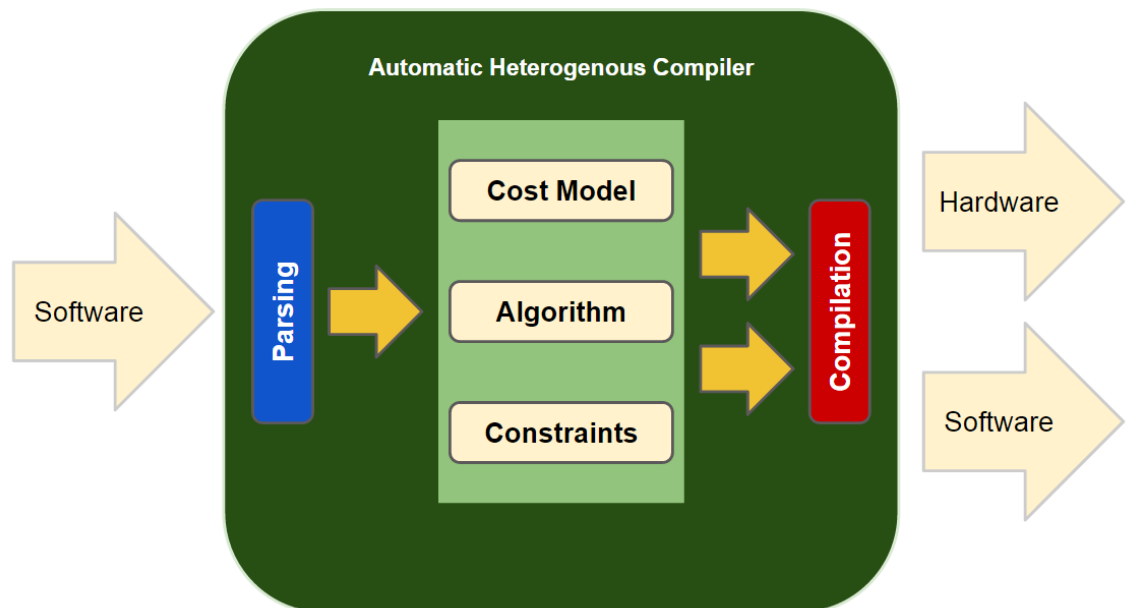 Automatic Heterogenous Compiler
Software
Parsing
Cost Model
Algorithm
Constraints
Compilation
Hardware
Software